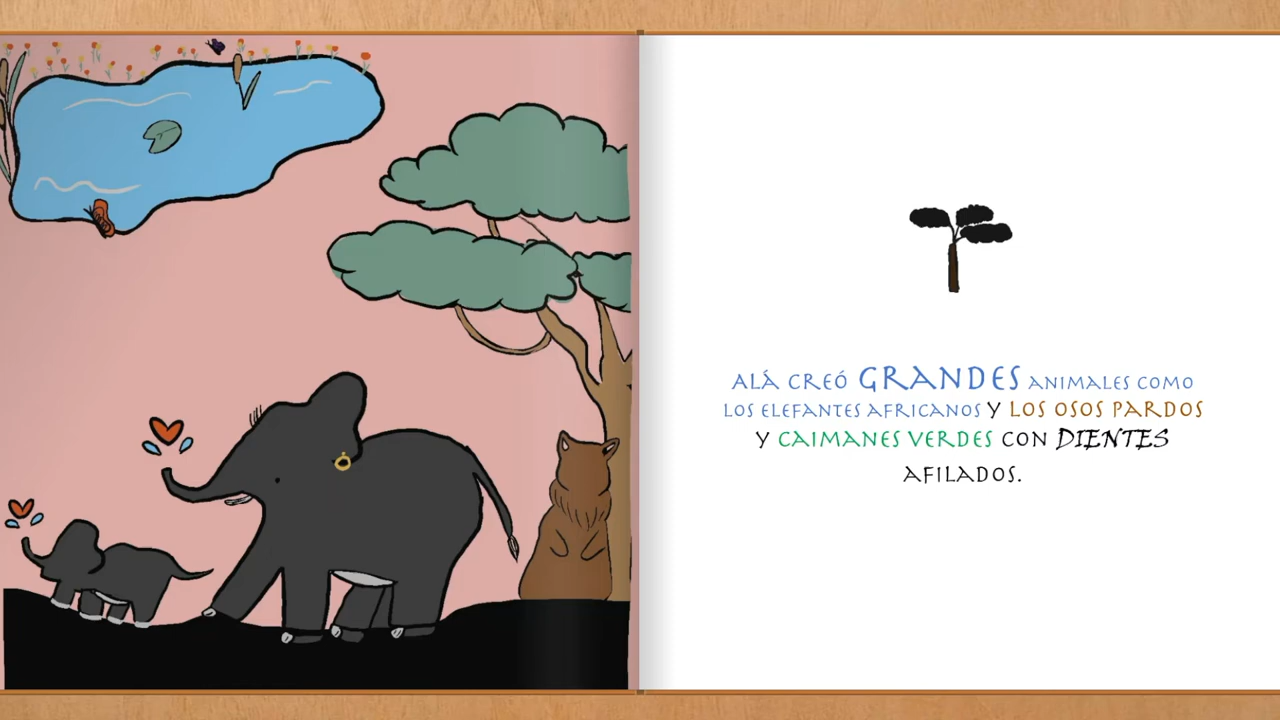 Alá creó GRANDES animales como
los elefantes africanos y los osos pardos
y caimanes verdes con DIENTES
afilados.